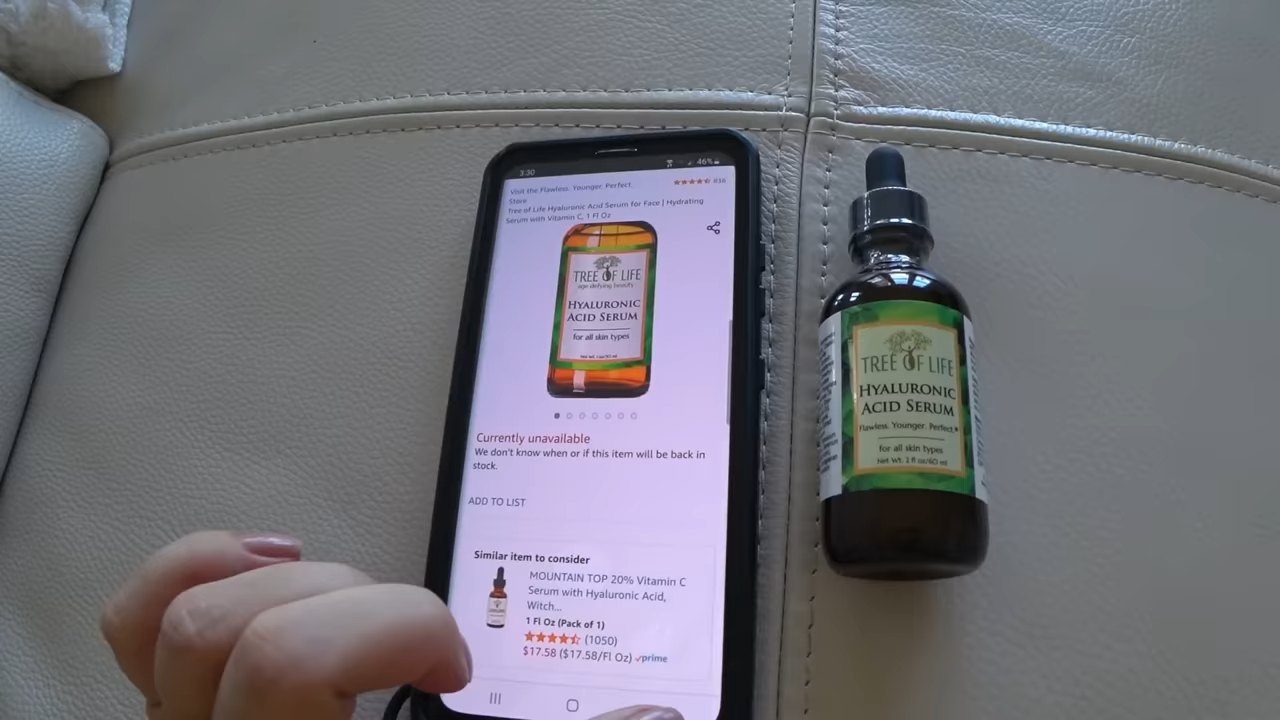 3:30
46%
Visit the Flawless. Younger. Perfect.
Store
Tree of Life Hyaluronic Acid Serum for Face | Hydrating
Serum with Vitamin C, 1 Fl Oz
TREE OF LIFE
age defying beauty
HYALURONIC
ACID SERUM
for all skin types
Currently unavailable
We don't know when or if this item will be back in
stock.
ADD TO LIST
Similar item to consider
MOUNTAIN TOP 20% Vitamin C
Serum with Hyaluronic Acid,
Witch...
1 Fl Oz (Pack of 1)
(1050)
$17.58 ($17.58/Fl Oz) prime
TREE OF LIFE
HYALURONIC
ACID SERUM
Flawless. Younger. Perfect.
for all skin types